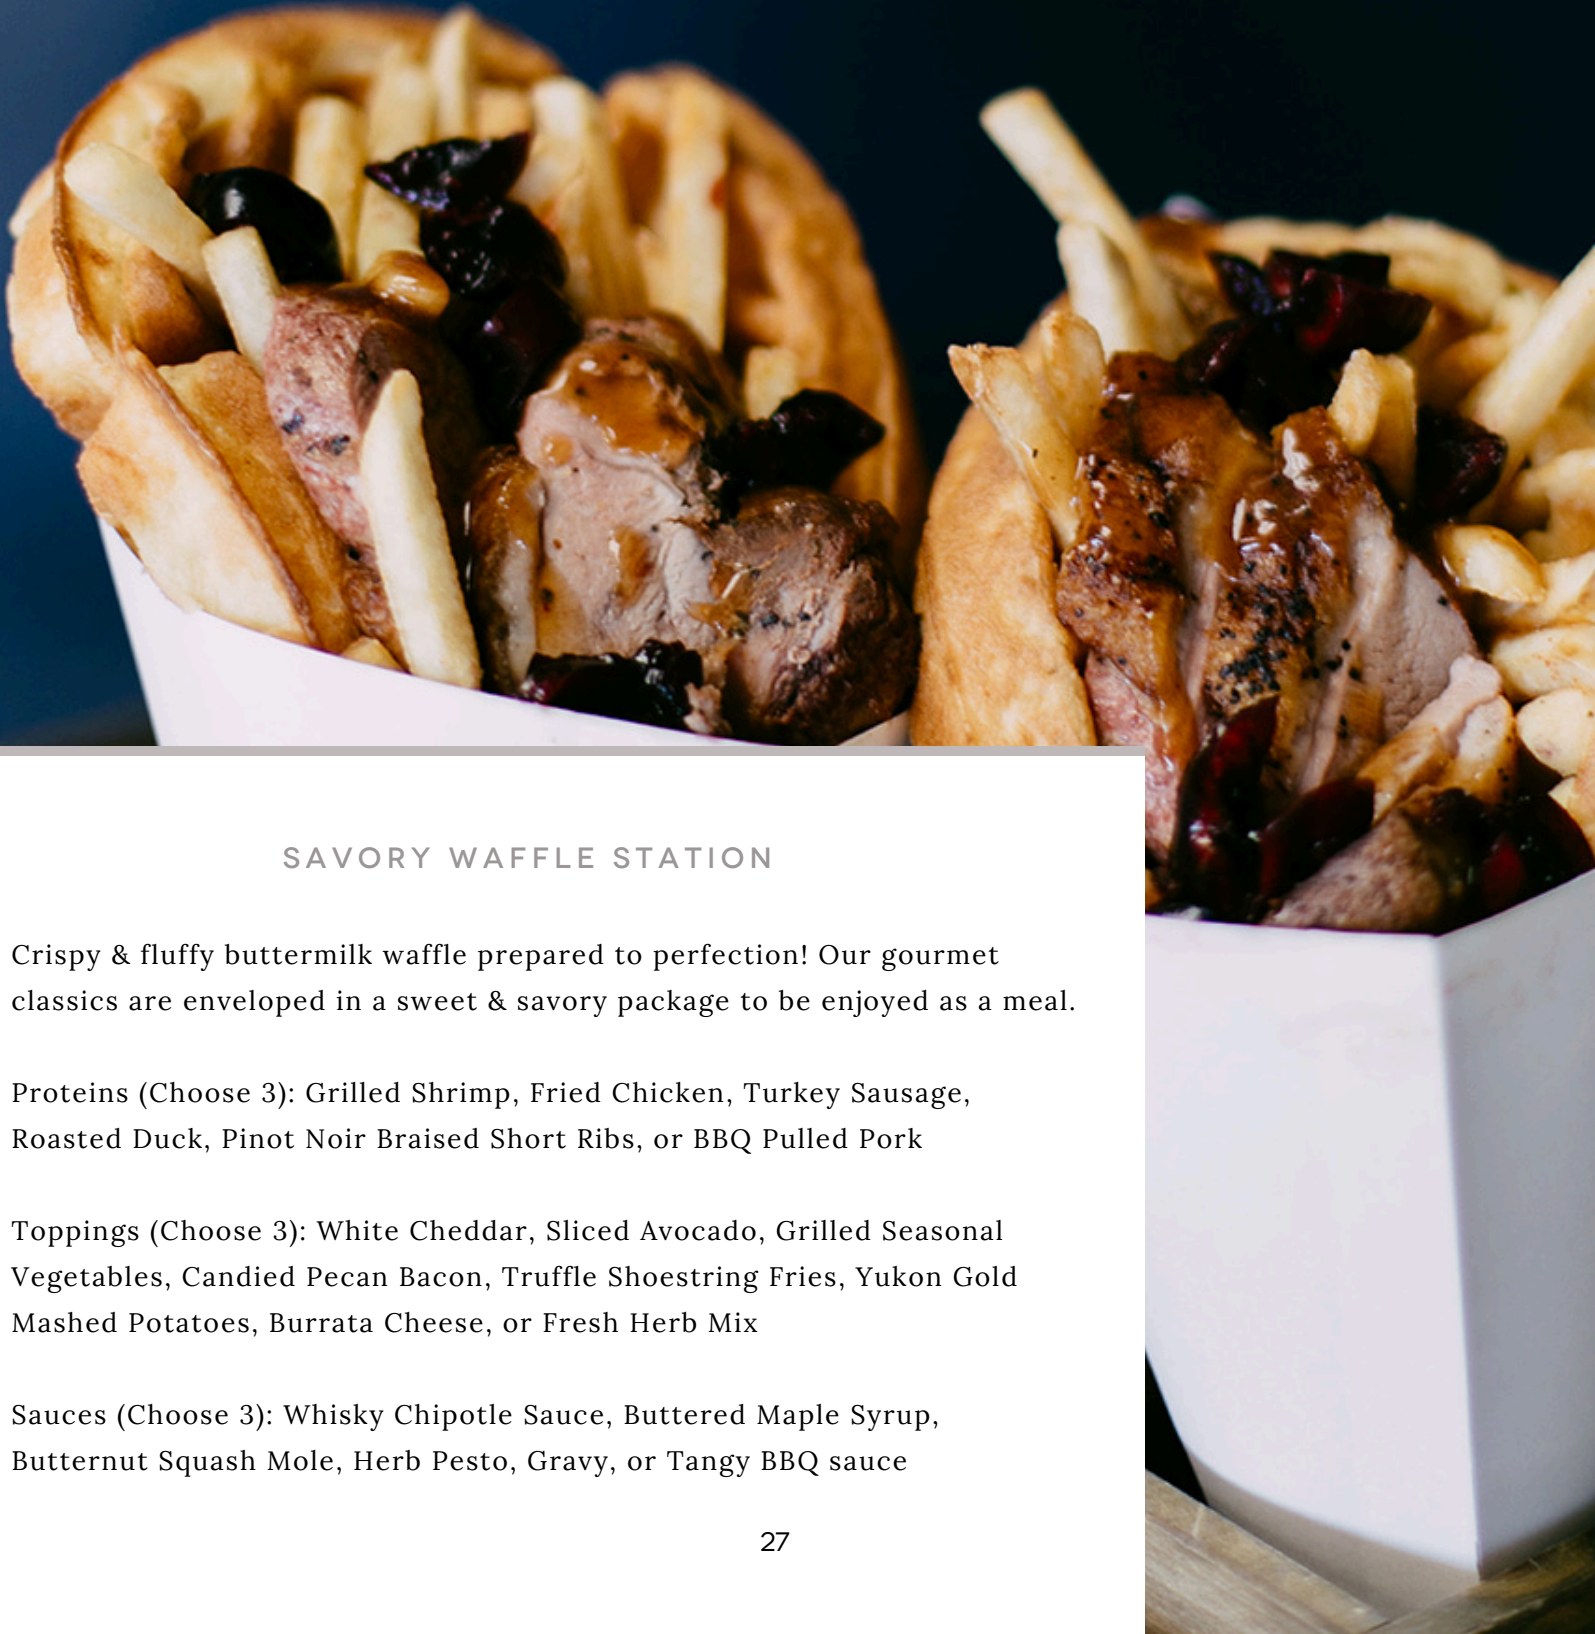 SAVORY WAFFLE STATION
Crispy & fluffy buttermilk waffle prepared to perfection! Our gourmet
classics are enveloped in a sweet & savory package to be enjoyed as a meal.
Proteins (Choose 3): Grilled Shrimp, Fried Chicken, Turkey Sausage,
Roasted Duck, Pinot Noir Braised Short Ribs, or BBQ Pulled Pork
Toppings (Choose 3): White Cheddar, Sliced Avocado, Grilled Seasonal
Vegetables, Candied Pecan Bacon, Truffle Shoestring Fries, Yukon Gold
Mashed Potatoes, Burrata Cheese, or Fresh Herb Mix
Sauces (Choose 3): Whisky Chipotle Sauce, Buttered Maple Syrup,
Butternut Squash Mole, Herb Pesto, Gravy, or Tangy BBQ sauce
27